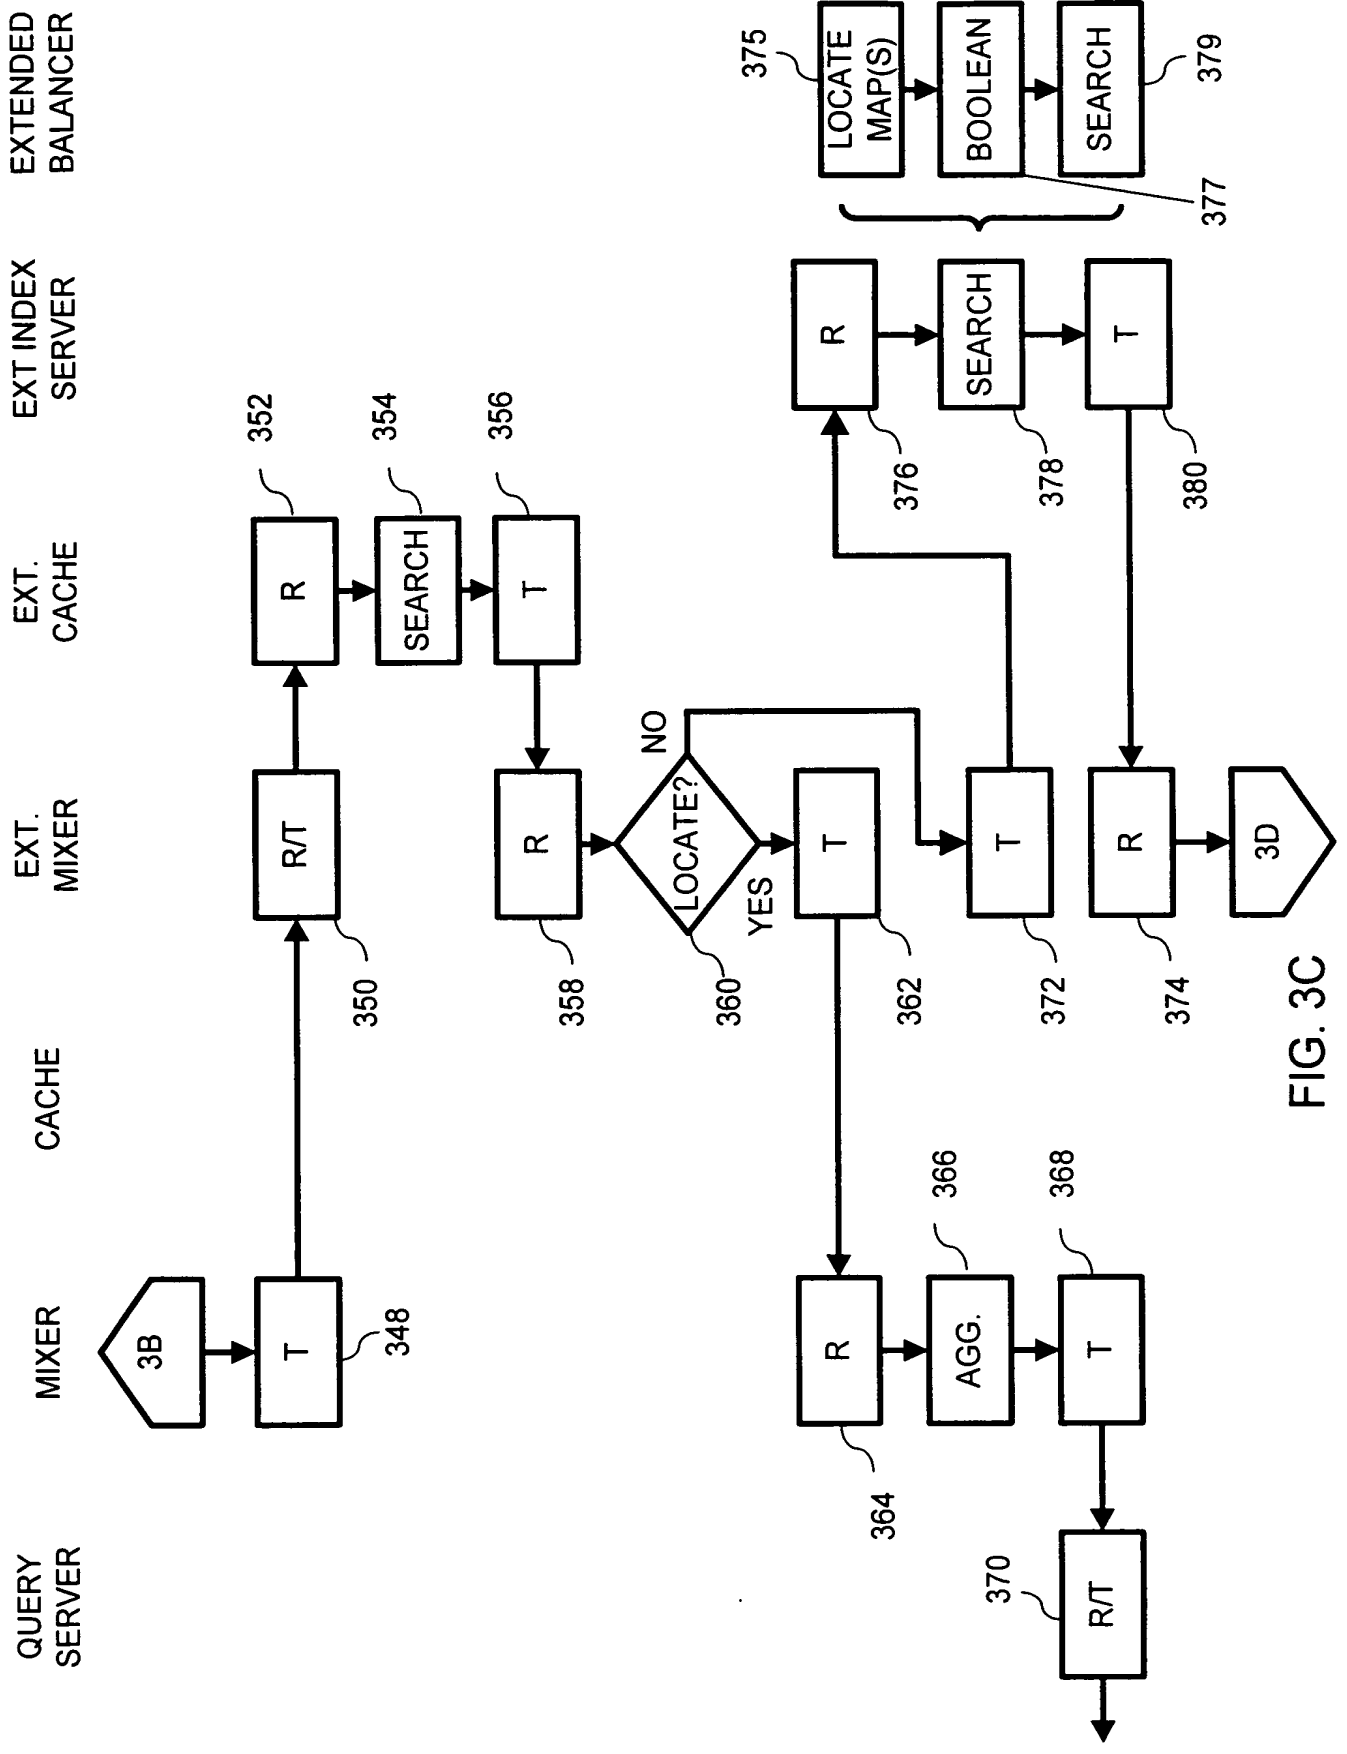 QUERY
SERVER
MIXER
CACHE
EXT.
MIXER
EXT.
CACHE
EXT INDEX
SERVER
EXTENDED
BALANCER
3B
T
348
R/T
350
R
352
SEARCH
354
T
356
R
358
LOCATE?
360
NO
YES
T
362
R
364
AGG.
366
T
368
R/T
370
T
372
R
376
SEARCH
378
T
380
R
374
3D
LOCATE
MAP(S)
375
BOOLEAN
377
SEARCH
379
FIG. 3C